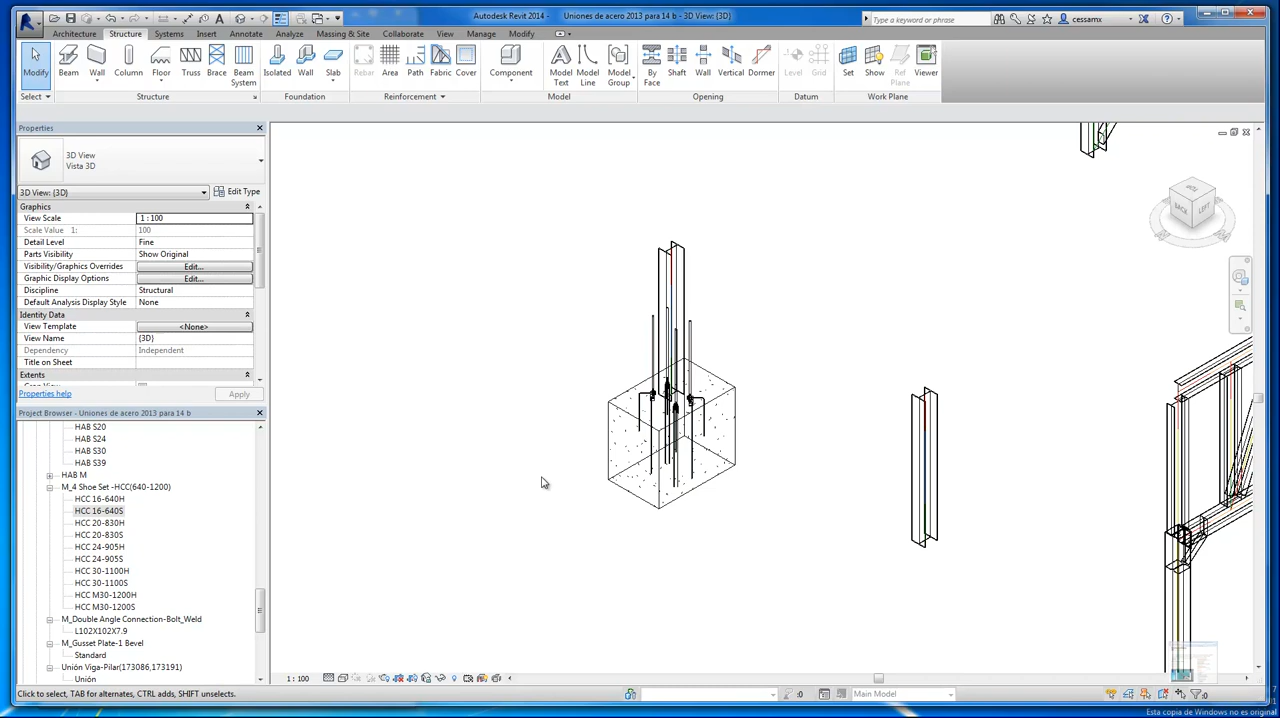 Autodesk Revit 2014 - Uniones de acero 2013 para 14 b - 3D View: {3D}
Type a keyword or phrase
cessamx
Architecture Structure Systems Insert Annotate Analyze Massing & Site Collaborate View Manage Modify
Modify Beam Wall Column Floor Truss Brace Beam System Isolated Wall Slab Rebar Area Path Fabric Cover Component Model Text Model Line Model Group By Face Shaft Wall Vertical Dormer Level Grid Set Show Ref Plane Viewer
Select Structure Foundation Reinforcement Model Opening Datum Work Plane
Properties
3D View
Vista 3D
3D View: {3D} Edit Type
Graphics
View Scale 1 : 100
Scale Value 1: 100
Detail Level Fine
Parts Visibility Show Original
Visibility/Graphics Overrides Edit...
Graphic Display Options Edit...
Discipline Structural
Default Analysis Display Style None
Identity Data
View Template <None>
View Name {3D}
Dependency Independent
Title on Sheet
Extents
Properties help Apply
Project Browser - Uniones de acero 2013 para 14 b
HAB S20
HAB S24
HAB S30
HAB S39
HAB M
M_4 Shoe Set -HCC(640-1200)
HCC 16-640H
HCC 16-640S
HCC 20-830H
HCC 20-830S
HCC 24-905H
HCC 24-905S
HCC 30-1100H
HCC 30-1100S
HCC M30-1200H
HCC M30-1200S
M_Double Angle Connection-Bolt_Weld
L102X102X7.9
M_Gusset Plate-1 Bevel
Standard
Unión Viga-Pilar(173086,173191)
Unión
BACK LEFT
1 : 100
Click to select, TAB for alternates, CTRL adds, SHIFT unselects.
:0
Main Model
:0
Esta copia de Windows no es original